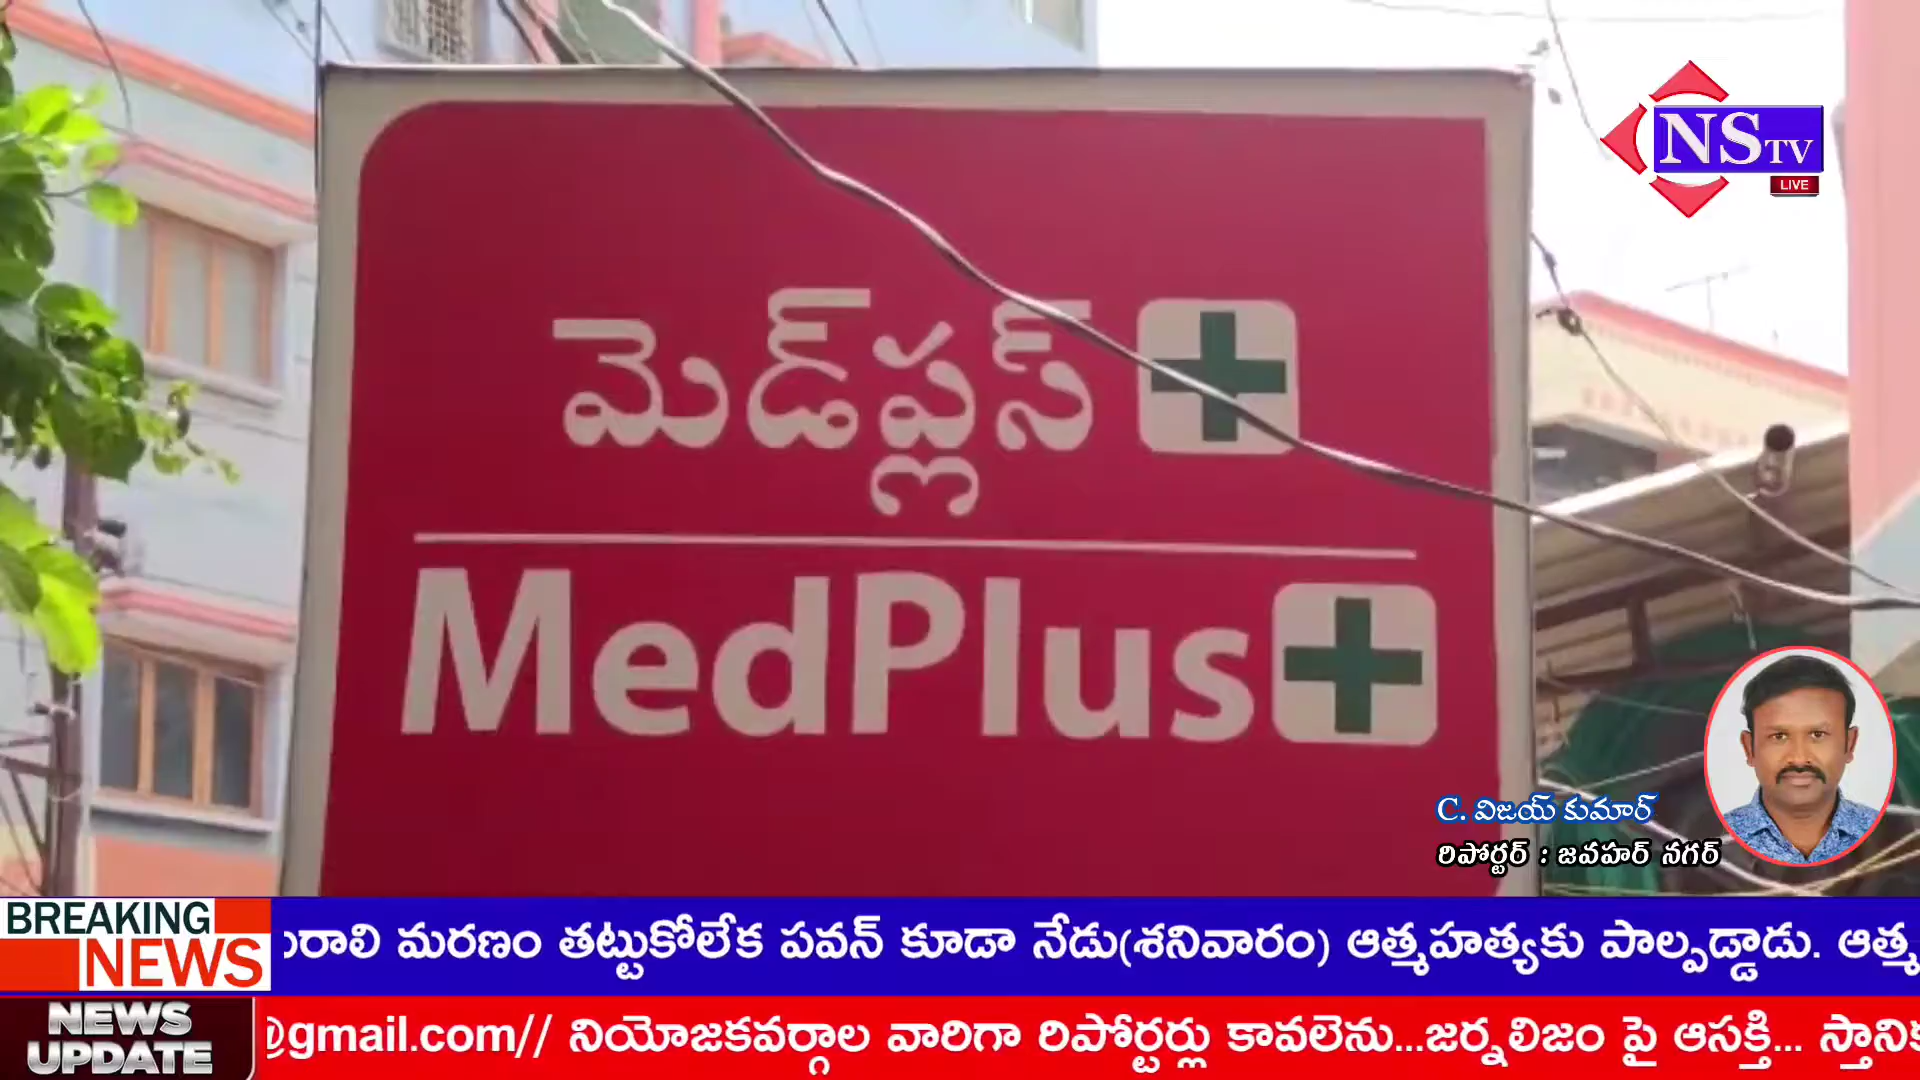 NSTV
LIVE
మెడ్‌ప్లస్
MedPlus
C. విజయ్ కుమార్
రిపోర్టర్ : జవహర్ నగర్
BREAKING
NEWS
మరణం తట్టుకోలేక పవన్ కూడా నేడు(శనివారం) ఆత్మహత్యకు పాల్పడ్డాడు. ఆత్మ
NEWS
UPDATE
@gmail.com// నియోజకవర్గాల వారిగా రిపోర్టర్లు కావలెను...జర్నలిజం పై ఆసక్తి... స్తానిక